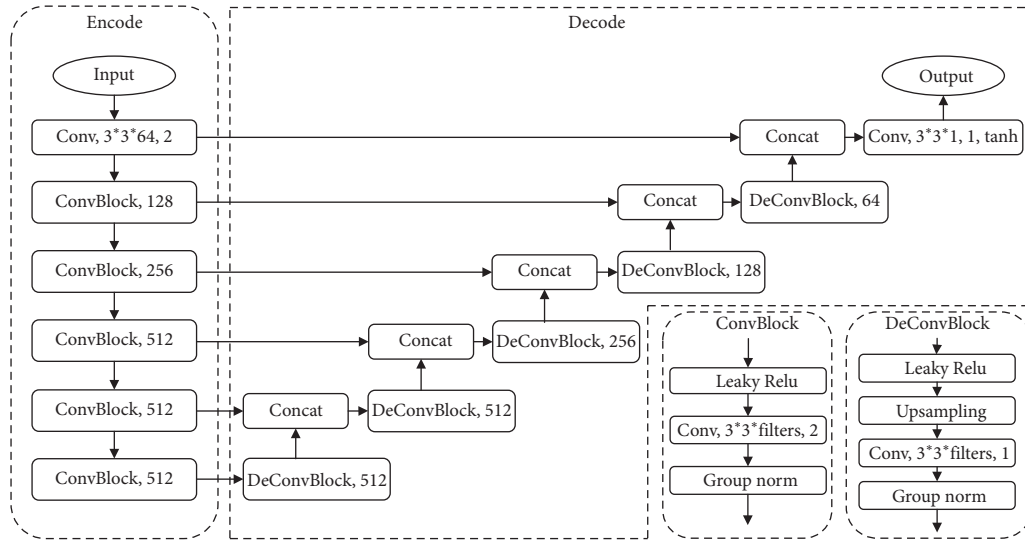 Encode
Decode
Input
Output
Conv, 3*3*64, 2
Concat
Conv, 3*3*1, 1, tanh
ConvBlock, 128
Concat
DeConvBlock, 64
ConvBlock, 256
Concat
DeConvBlock, 128
ConvBlock, 512
Concat
DeConvBlock, 256
ConvBlock, 512
Concat
DeConvBlock, 512
ConvBlock, 512
DeConvBlock, 512
ConvBlock
Leaky Relu
Conv, 3*3*filters, 2
Group norm
DeConvBlock
Leaky Relu
Upsampling
Conv, 3*3*filters, 1
Group norm